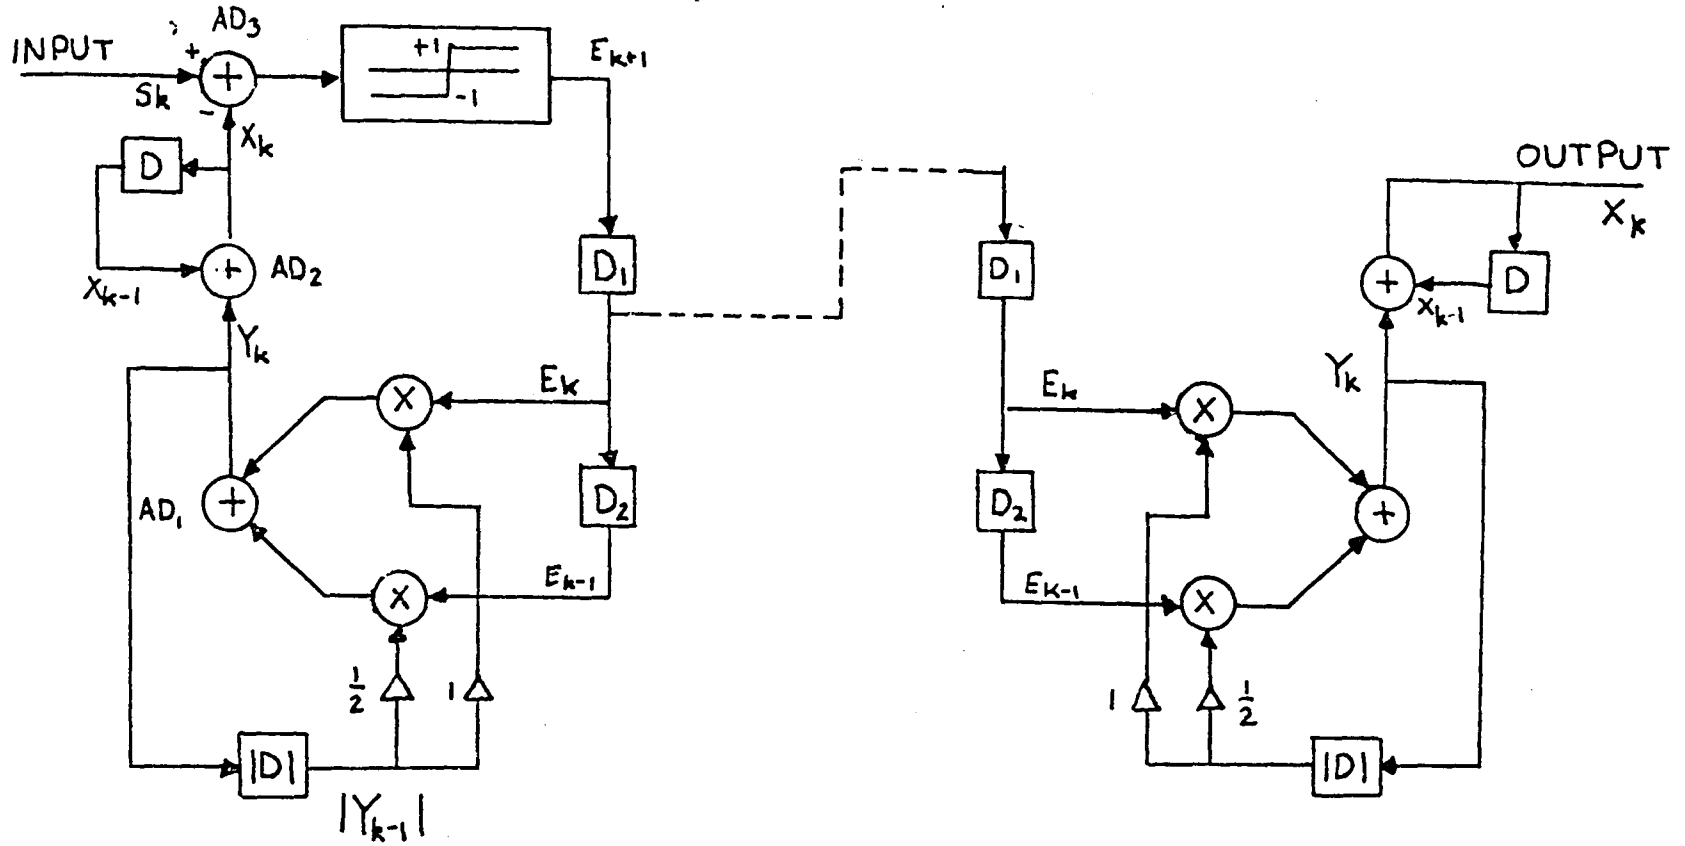 AD₃
INPUT
+
+
-
Sₖ
+1
-1
Eₖ₊₁
Xₖ
D
D₁
+
AD₂
Xₖ₋₁
Yₖ
X
Eₖ
AD₁
+
D₂
X
Eₖ₋₁
1/2
1
|D|
|Yₖ₋₁|
OUTPUT
Xₖ
D₁
+
D
Xₖ₋₁
Yₖ
Eₖ
X
D₂
+
Eₖ₋₁
X
1
1/2
|D|